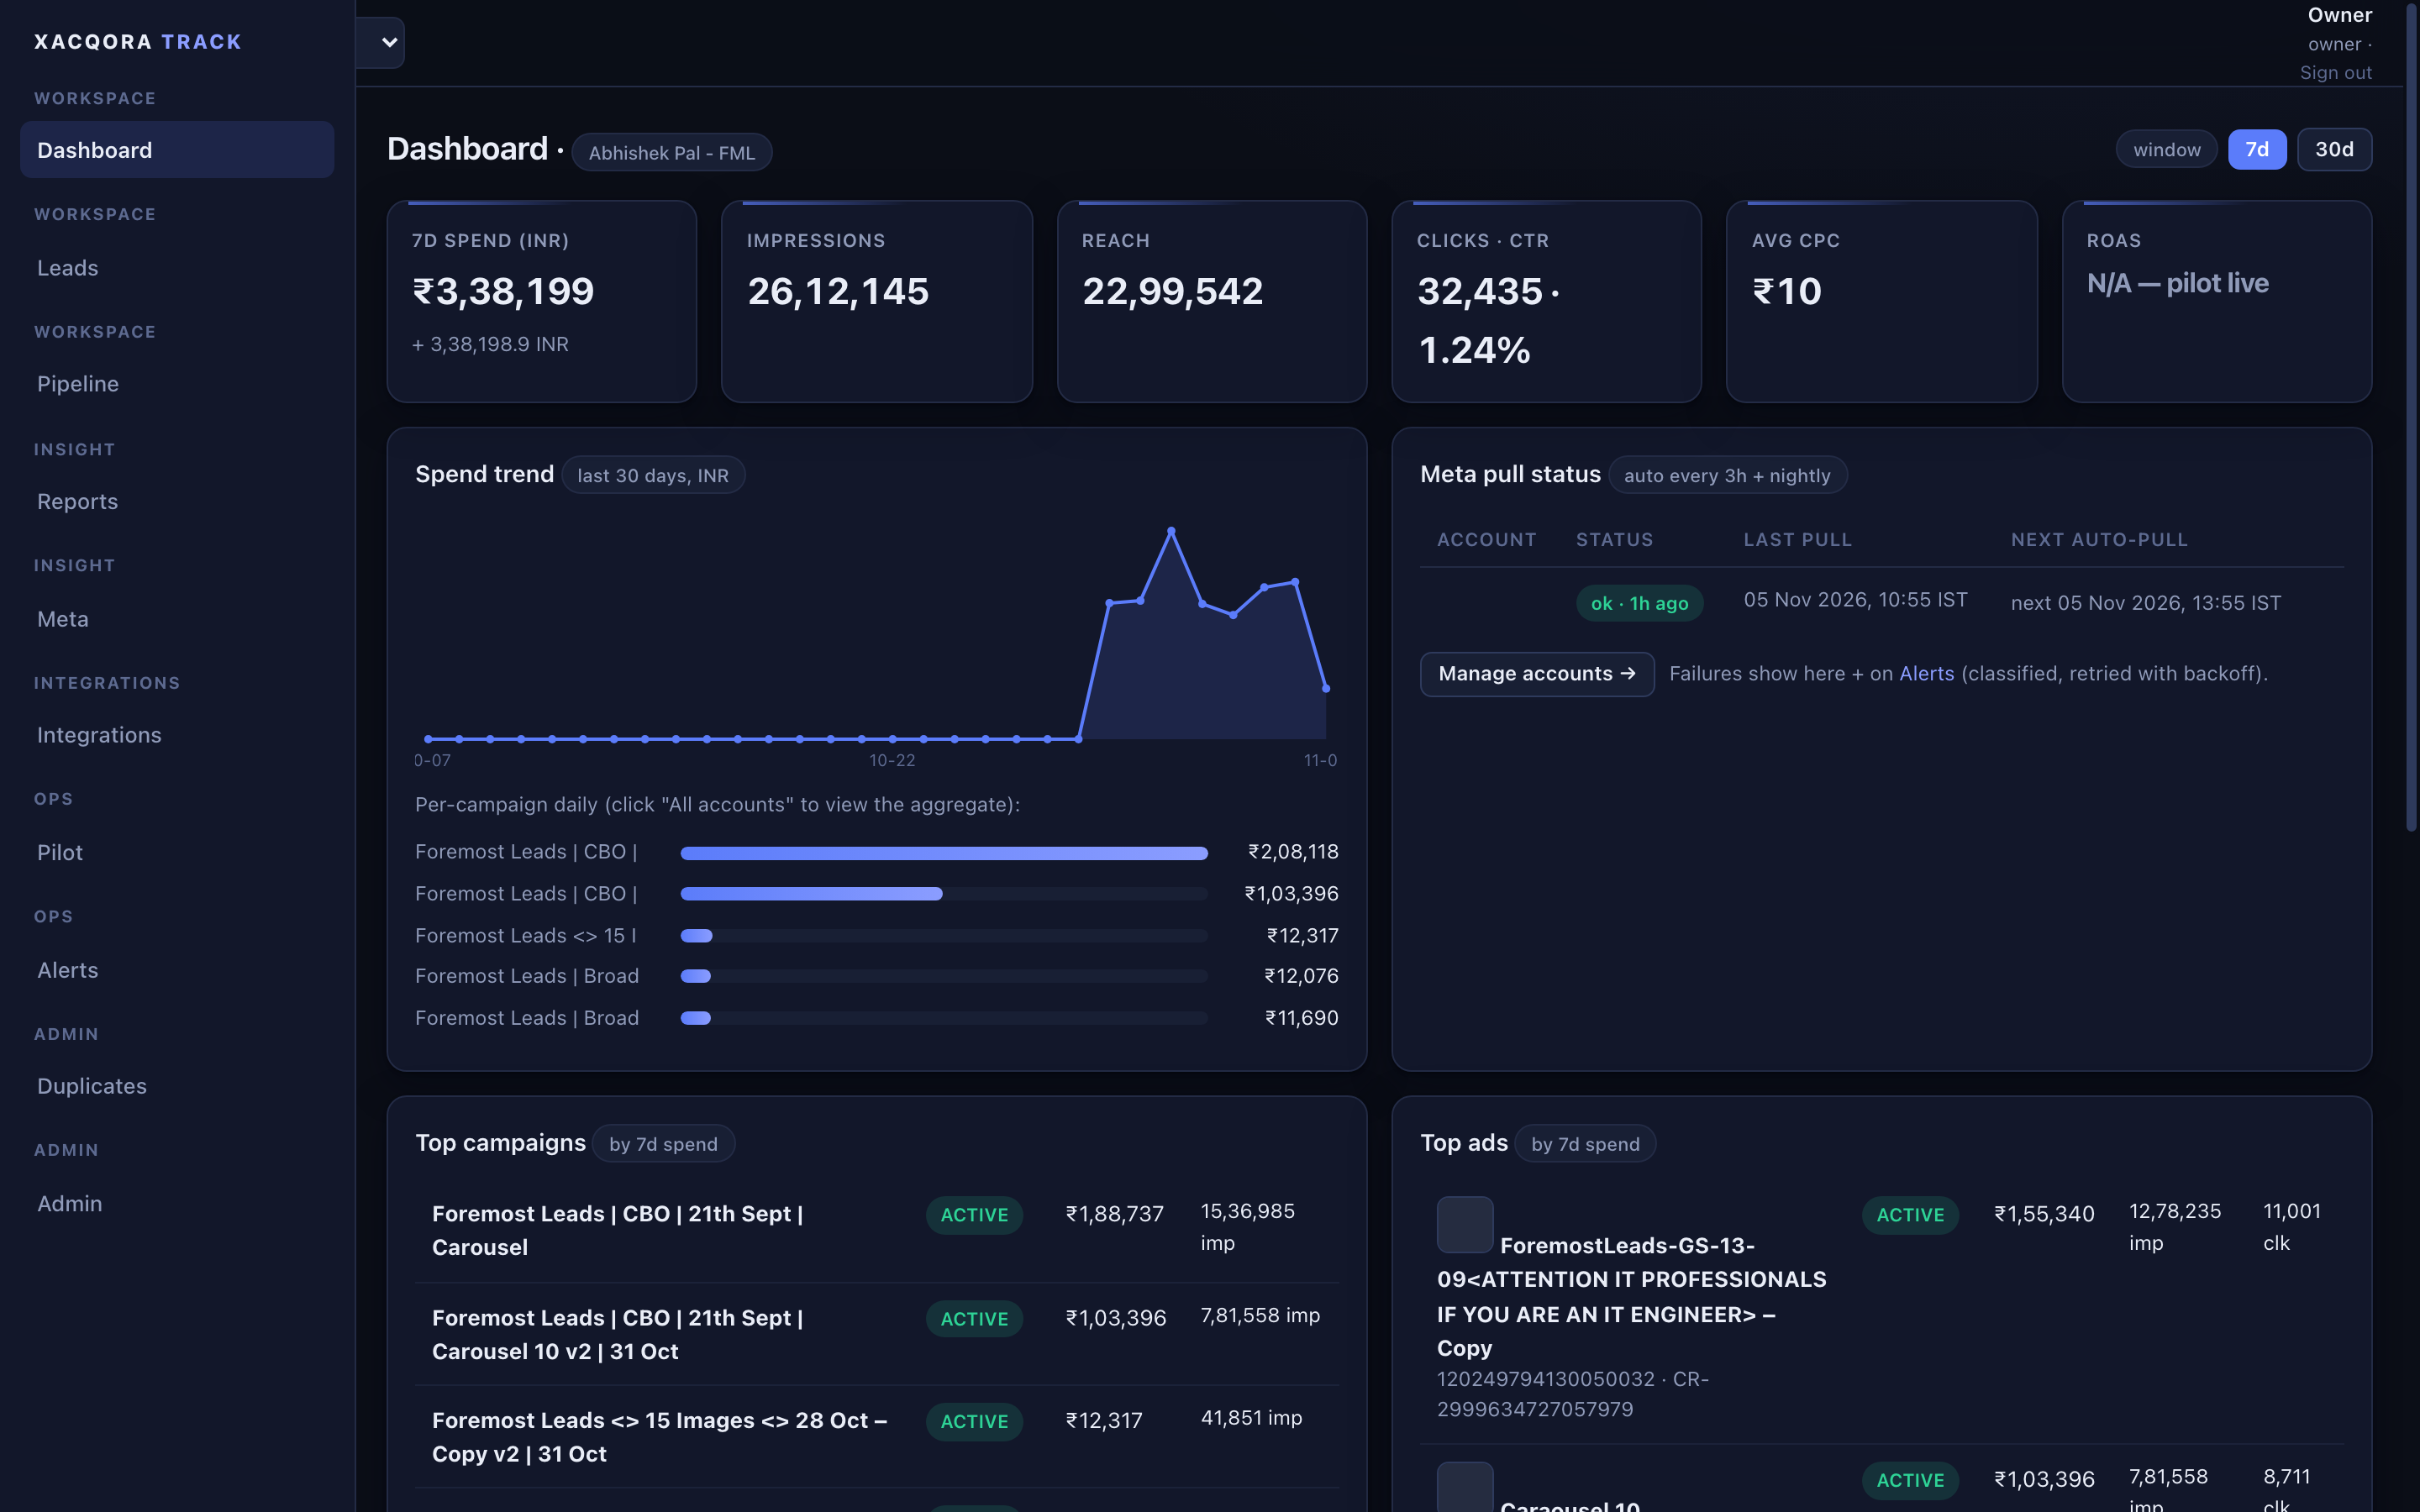 XACQORA TRACK
WORKSPACE
Dashboard
WORKSPACE
Leads
WORKSPACE
Pipeline
INSIGHT
Reports
INSIGHT
Meta
INTEGRATIONS
Integrations
OPS
Pilot
OPS
Alerts
ADMIN
Duplicates
ADMIN
Admin
Owner
owner ·
Sign out
Dashboard · Abhishek Pal - FML
window 7d 30d
7D SPEND (INR)
₹3,38,199
+ 3,38,198.9 INR
IMPRESSIONS
26,12,145
REACH
22,99,542
CLICKS · CTR
32,435 ·
1.24%
AVG CPC
₹10
ROAS
N/A — pilot live
Spend trend last 30 days, INR
0-07 10-22 11-0
Per-campaign daily (click "All accounts" to view the aggregate):
Foremost Leads | CBO | ₹2,08,118
Foremost Leads | CBO | ₹1,03,396
Foremost Leads <> 15 I ₹12,317
Foremost Leads | Broad ₹12,076
Foremost Leads | Broad ₹11,690
Meta pull status auto every 3h + nightly
ACCOUNT STATUS LAST PULL NEXT AUTO-PULL
ok · 1h ago 05 Nov 2026, 10:55 IST next 05 Nov 2026, 13:55 IST
Manage accounts → Failures show here + on Alerts (classified, retried with backoff).
Top campaigns by 7d spend
Foremost Leads | CBO | 21th Sept | ACTIVE ₹1,88,737 15,36,985
Carousel imp
Foremost Leads | CBO | 21th Sept | ACTIVE ₹1,03,396 7,81,558 imp
Carousel 10 v2 | 31 Oct
Foremost Leads <> 15 Images <> 28 Oct – ACTIVE ₹12,317 41,851 imp
Copy v2 | 31 Oct
Top ads by 7d spend
ACTIVE ₹1,55,340 12,78,235 11,001
ForemostLeads-GS-13- imp clk
09<ATTENTION IT PROFESSIONALS
IF YOU ARE AN IT ENGINEER> –
Copy
120249794130050032 · CR-
2999634727057979
ACTIVE ₹1,03,396 7,81,558 8,711
Caraousel 10 imp clk